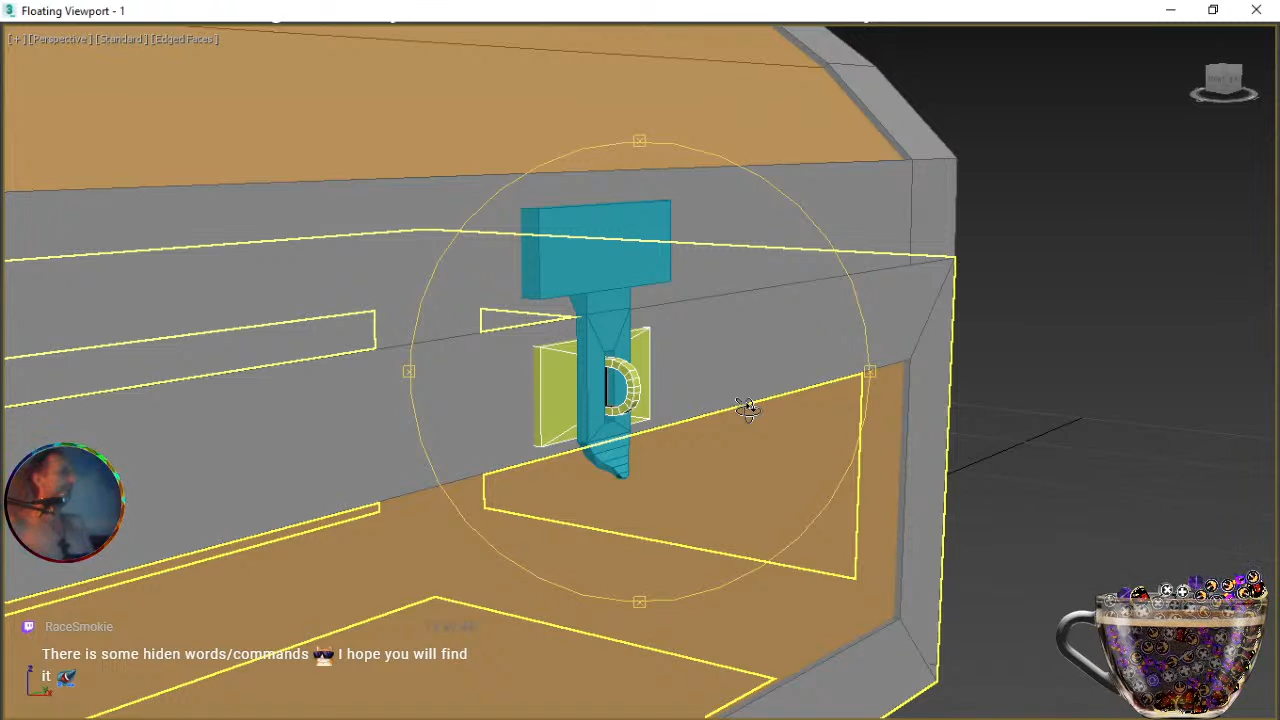 Floating Viewport - 1
[+] [Perspective] [Standard] [Edged Faces]
RaceSmokie
There is some hiden words/commands I hope you will find
it
z